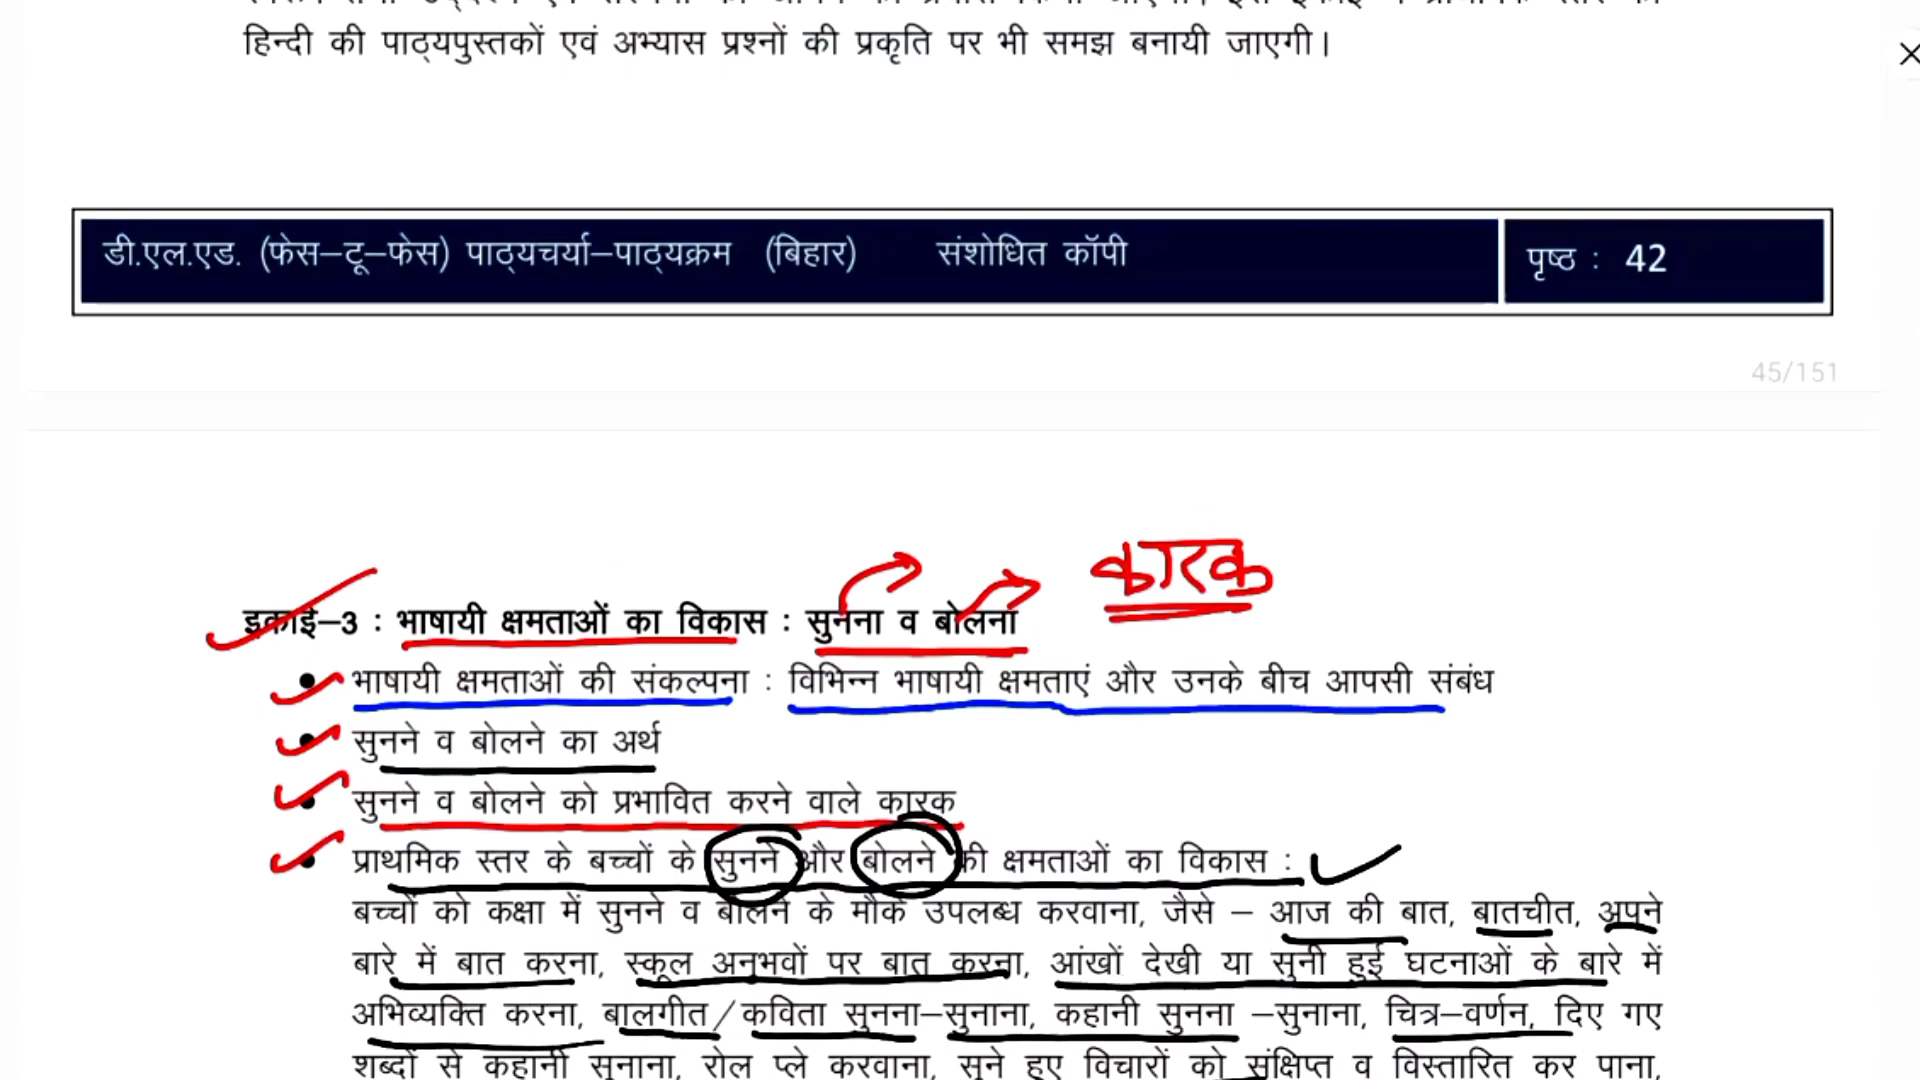 हिन्दी की पाठ्यपुस्तकों एवं अभ्यास प्रश्नों की प्रकृति पर भी समझ बनायी जाएगी।
डी.एल.एड. (फेस–टू–फेस) पाठ्यचर्या–पाठ्यक्रम (बिहार) संशोधित कॉपी पृष्ठ : 42
45/151
कारक
इकाई–3 : भाषायी क्षमताओं का विकास : सुनना व बोलना
● भाषायी क्षमताओं की संकल्पना : विभिन्न भाषायी क्षमताएं और उनके बीच आपसी संबंध
● सुनने व बोलने का अर्थ
● सुनने व बोलने को प्रभावित करने वाले कारक
● प्राथमिक स्तर के बच्चों के सुनने और बोलने की क्षमताओं का विकास :
बच्चों को कक्षा में सुनने व बोलने के मौके उपलब्ध करवाना, जैसे – आज की बात, बातचीत, अपने
बारे में बात करना, स्कूल अनुभवों पर बात करना, आंखों देखी या सुनी हुई घटनाओं के बारे में
अभिव्यक्ति करना, बालगीत/कविता सुनना–सुनाना, कहानी सुनना –सुनाना, चित्र–वर्णन, दिए गए
शब्दों से कहानी सुनाना, रोल प्ले करवाना, सुने हुए विचारों को संक्षिप्त व विस्तारित कर पाना,